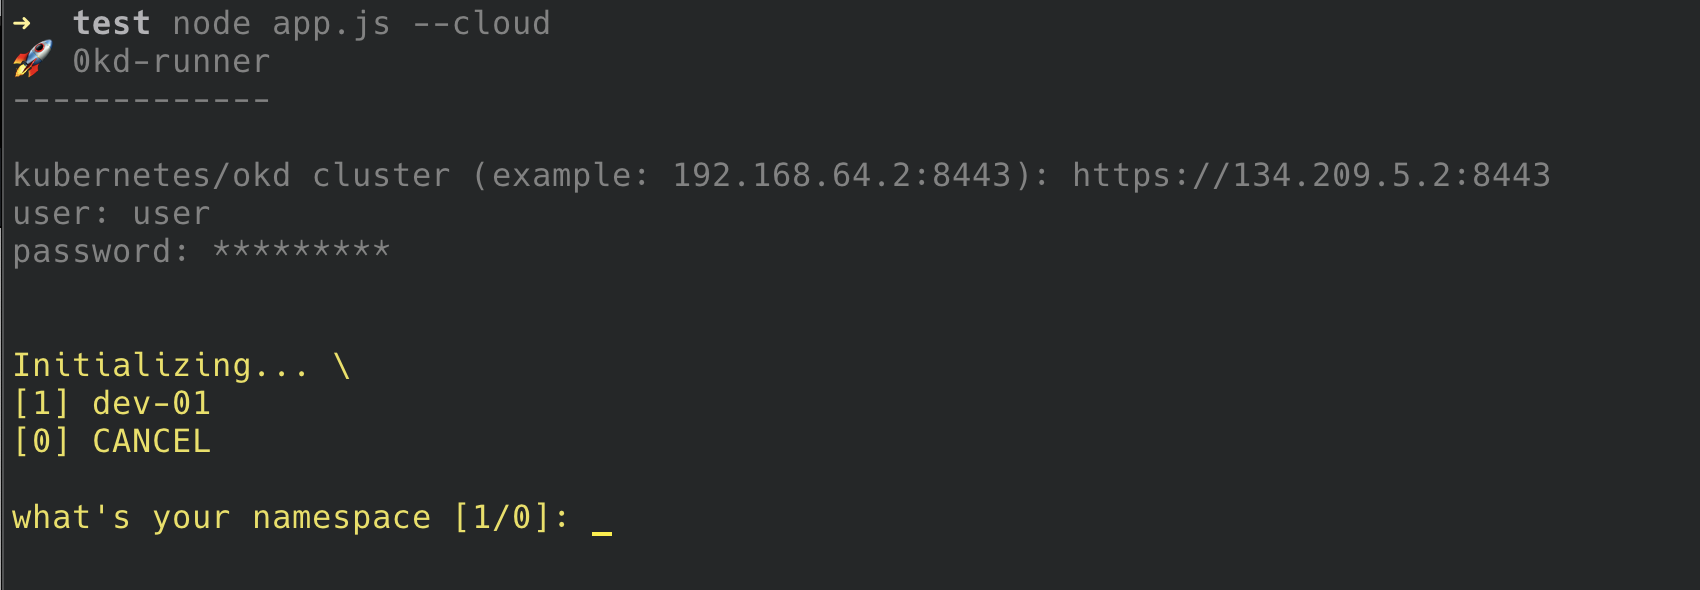 ➜ test node app.js --cloud
🚀 0kd-runner
-------------
kubernetes/okd cluster (example: 192.168.64.2:8443): https://134.209.5.2:8443
user: user
password: *********
Initializing... \
[1] dev-01
[0] CANCEL
what's your namespace [1/0]: _